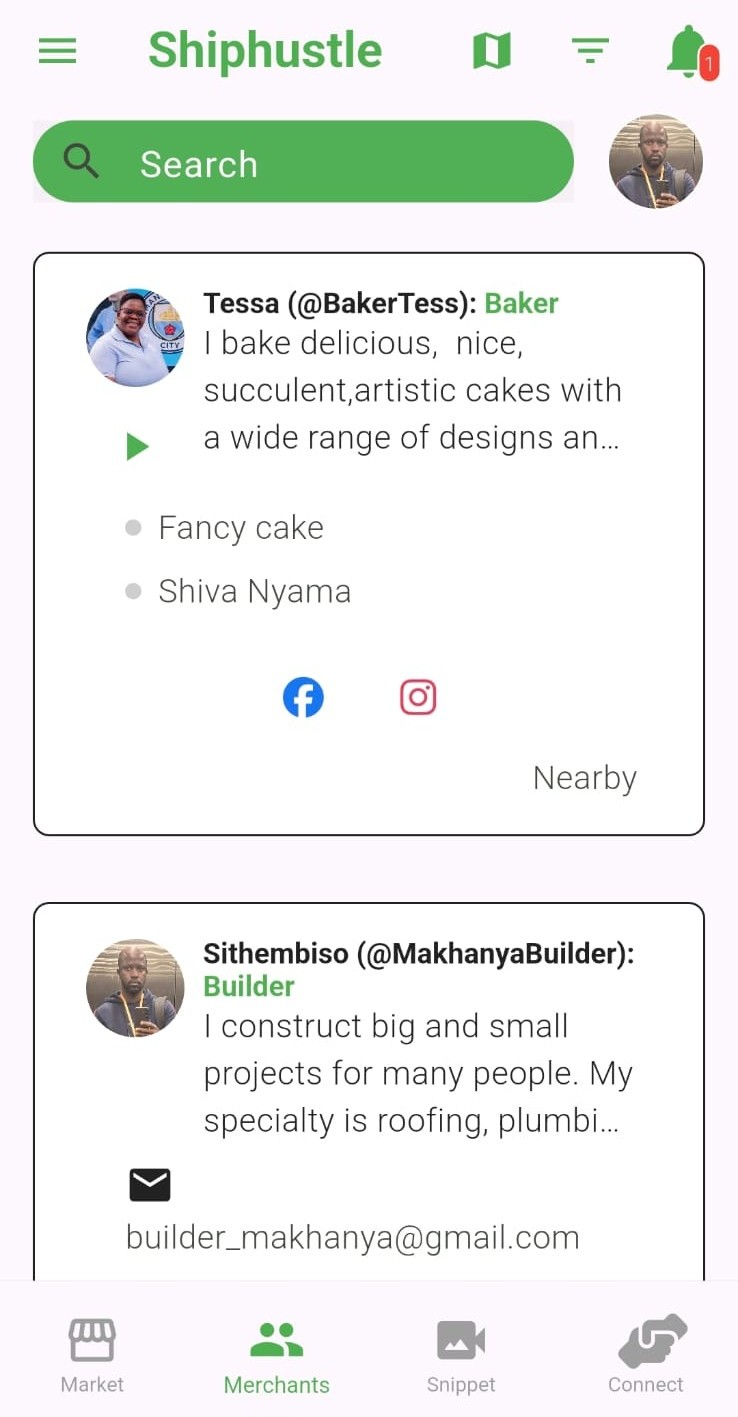 Shiphustle
1
Search
Tessa (@BakerTess): Baker
I bake delicious,  nice,
succulent,artistic cakes with
a wide range of designs an...
CITY
Fancy cake
Shiva Nyama
Nearby
Sithembiso (@MakhanyaBuilder):
Builder
I construct big and small
projects for many people. My
specialty is roofing, plumbi...
builder_makhanya@gmail.com
Market
Merchants
Snippet
Connect